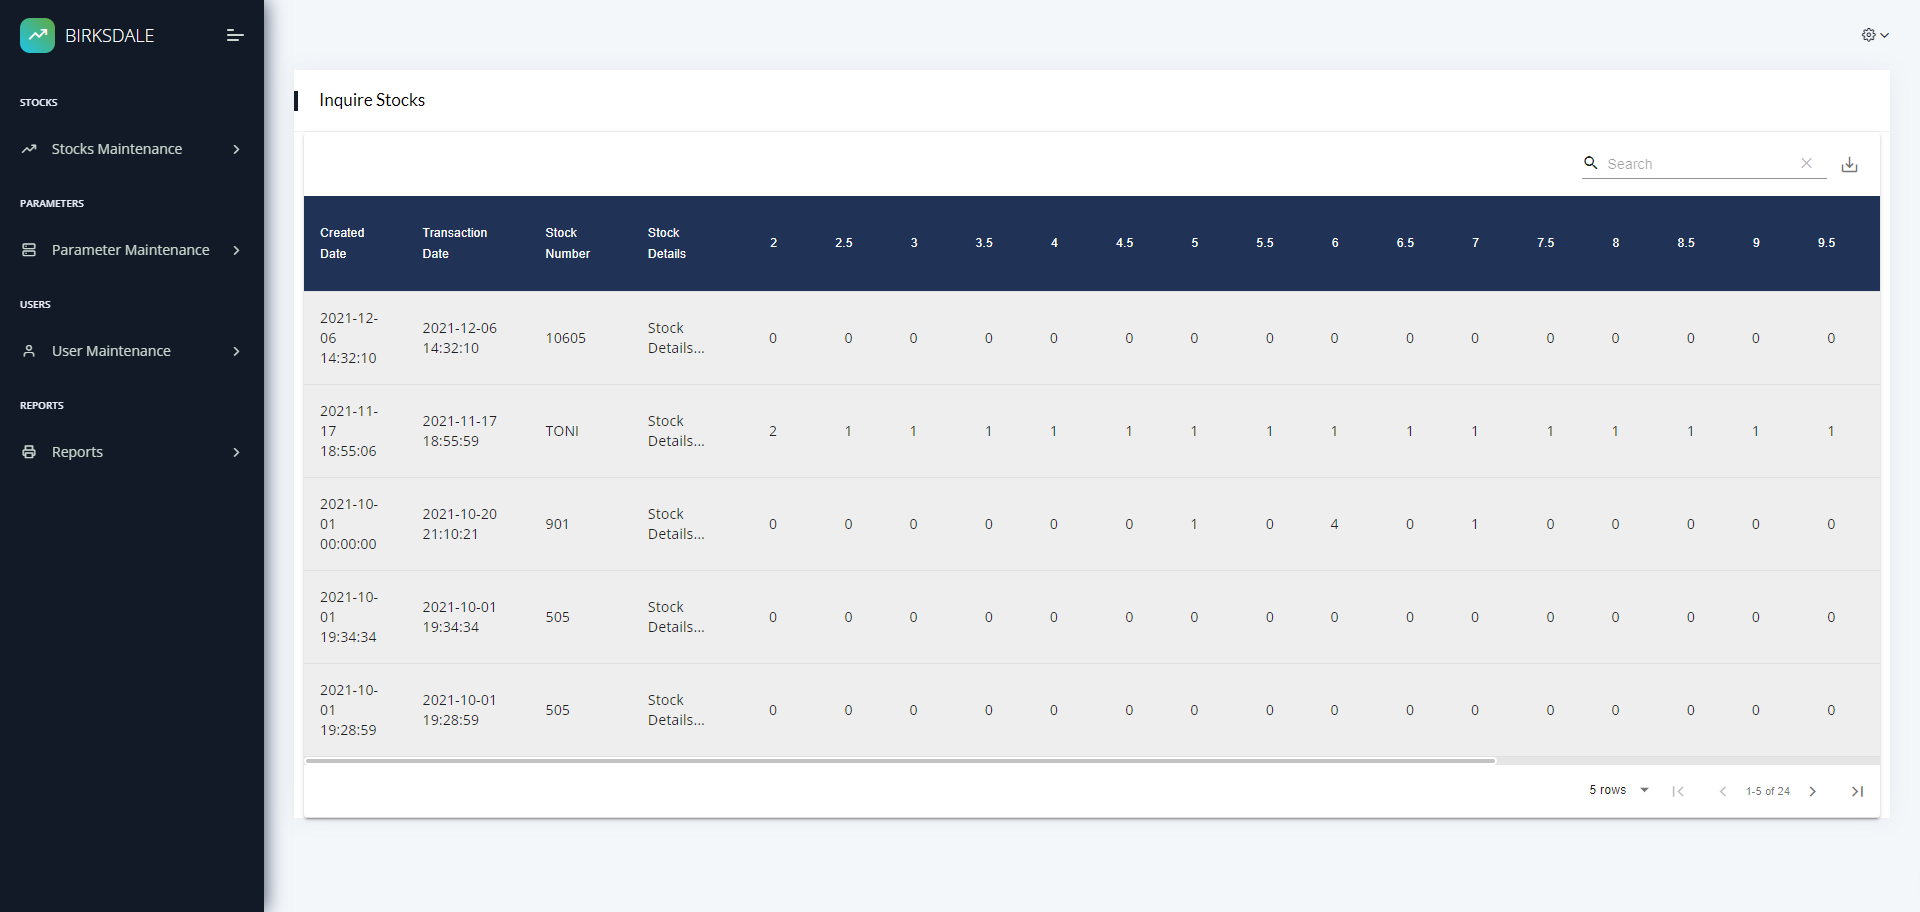 BIRKSDALE
STOCKS
Stocks Maintenance
PARAMETERS
Parameter Maintenance
USERS
User Maintenance
REPORTS
Reports
Inquire Stocks
Search
Created Date Transaction Date Stock Number Stock Details 2 2.5 3 3.5 4 4.5 5 5.5 6 6.5 7 7.5 8 8.5 9 9.5
2021-12-06 14:32:10 2021-12-06 14:32:10 10605 Stock Details... 0 0 0 0 0 0 0 0 0 0 0 0 0 0 0 0
2021-11-17 18:55:06 2021-11-17 18:55:59 TONI Stock Details... 2 1 1 1 1 1 1 1 1 1 1 1 1 1 1 1
2021-10-01 00:00:00 2021-10-20 21:10:21 901 Stock Details... 0 0 0 0 0 0 1 0 4 0 1 0 0 0 0 0
2021-10-01 19:34:34 2021-10-01 19:34:34 505 Stock Details... 0 0 0 0 0 0 0 0 0 0 0 0 0 0 0 0
2021-10-01 19:28:59 2021-10-01 19:28:59 505 Stock Details... 0 0 0 0 0 0 0 0 0 0 0 0 0 0 0 0
5 rows 1-5 of 24